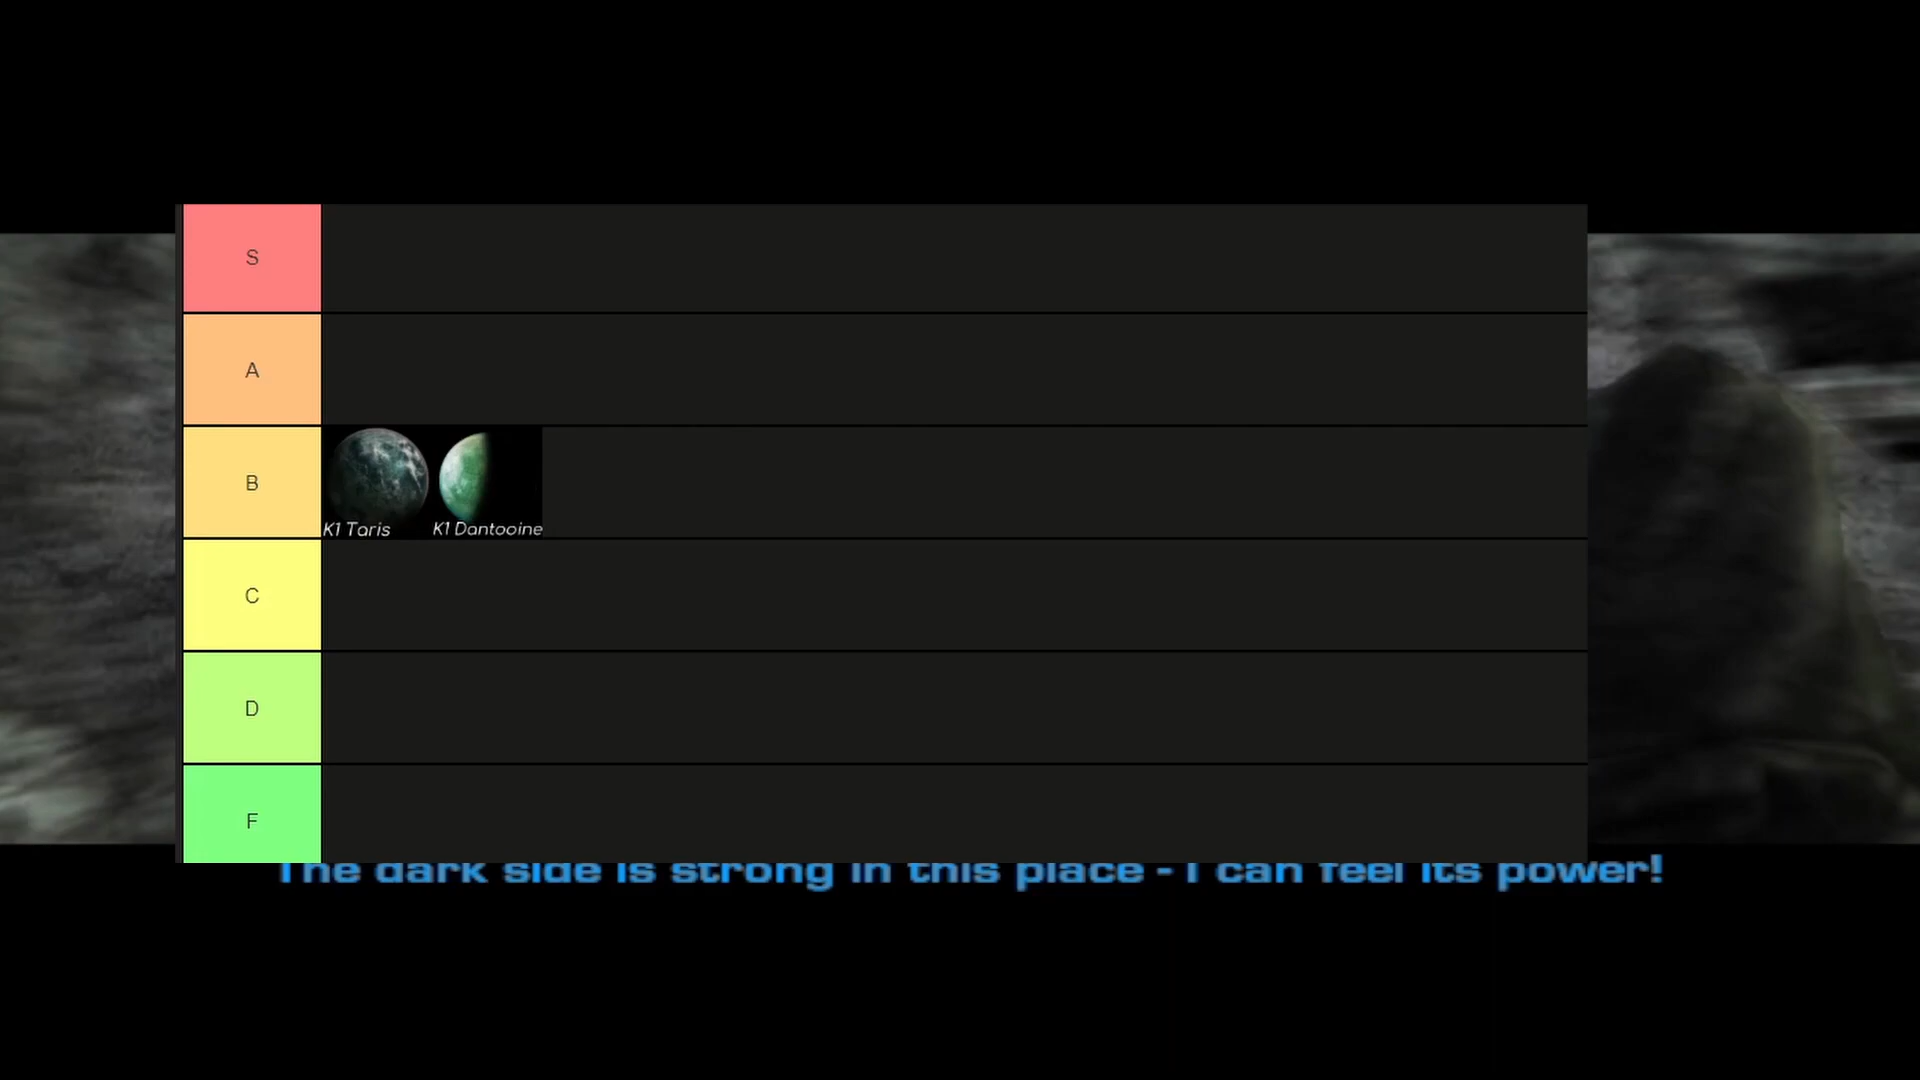 S
A
B
K1 Taris
K1 Dantooine
C
D
F
The dark side is strong in this place - I can feel its power!